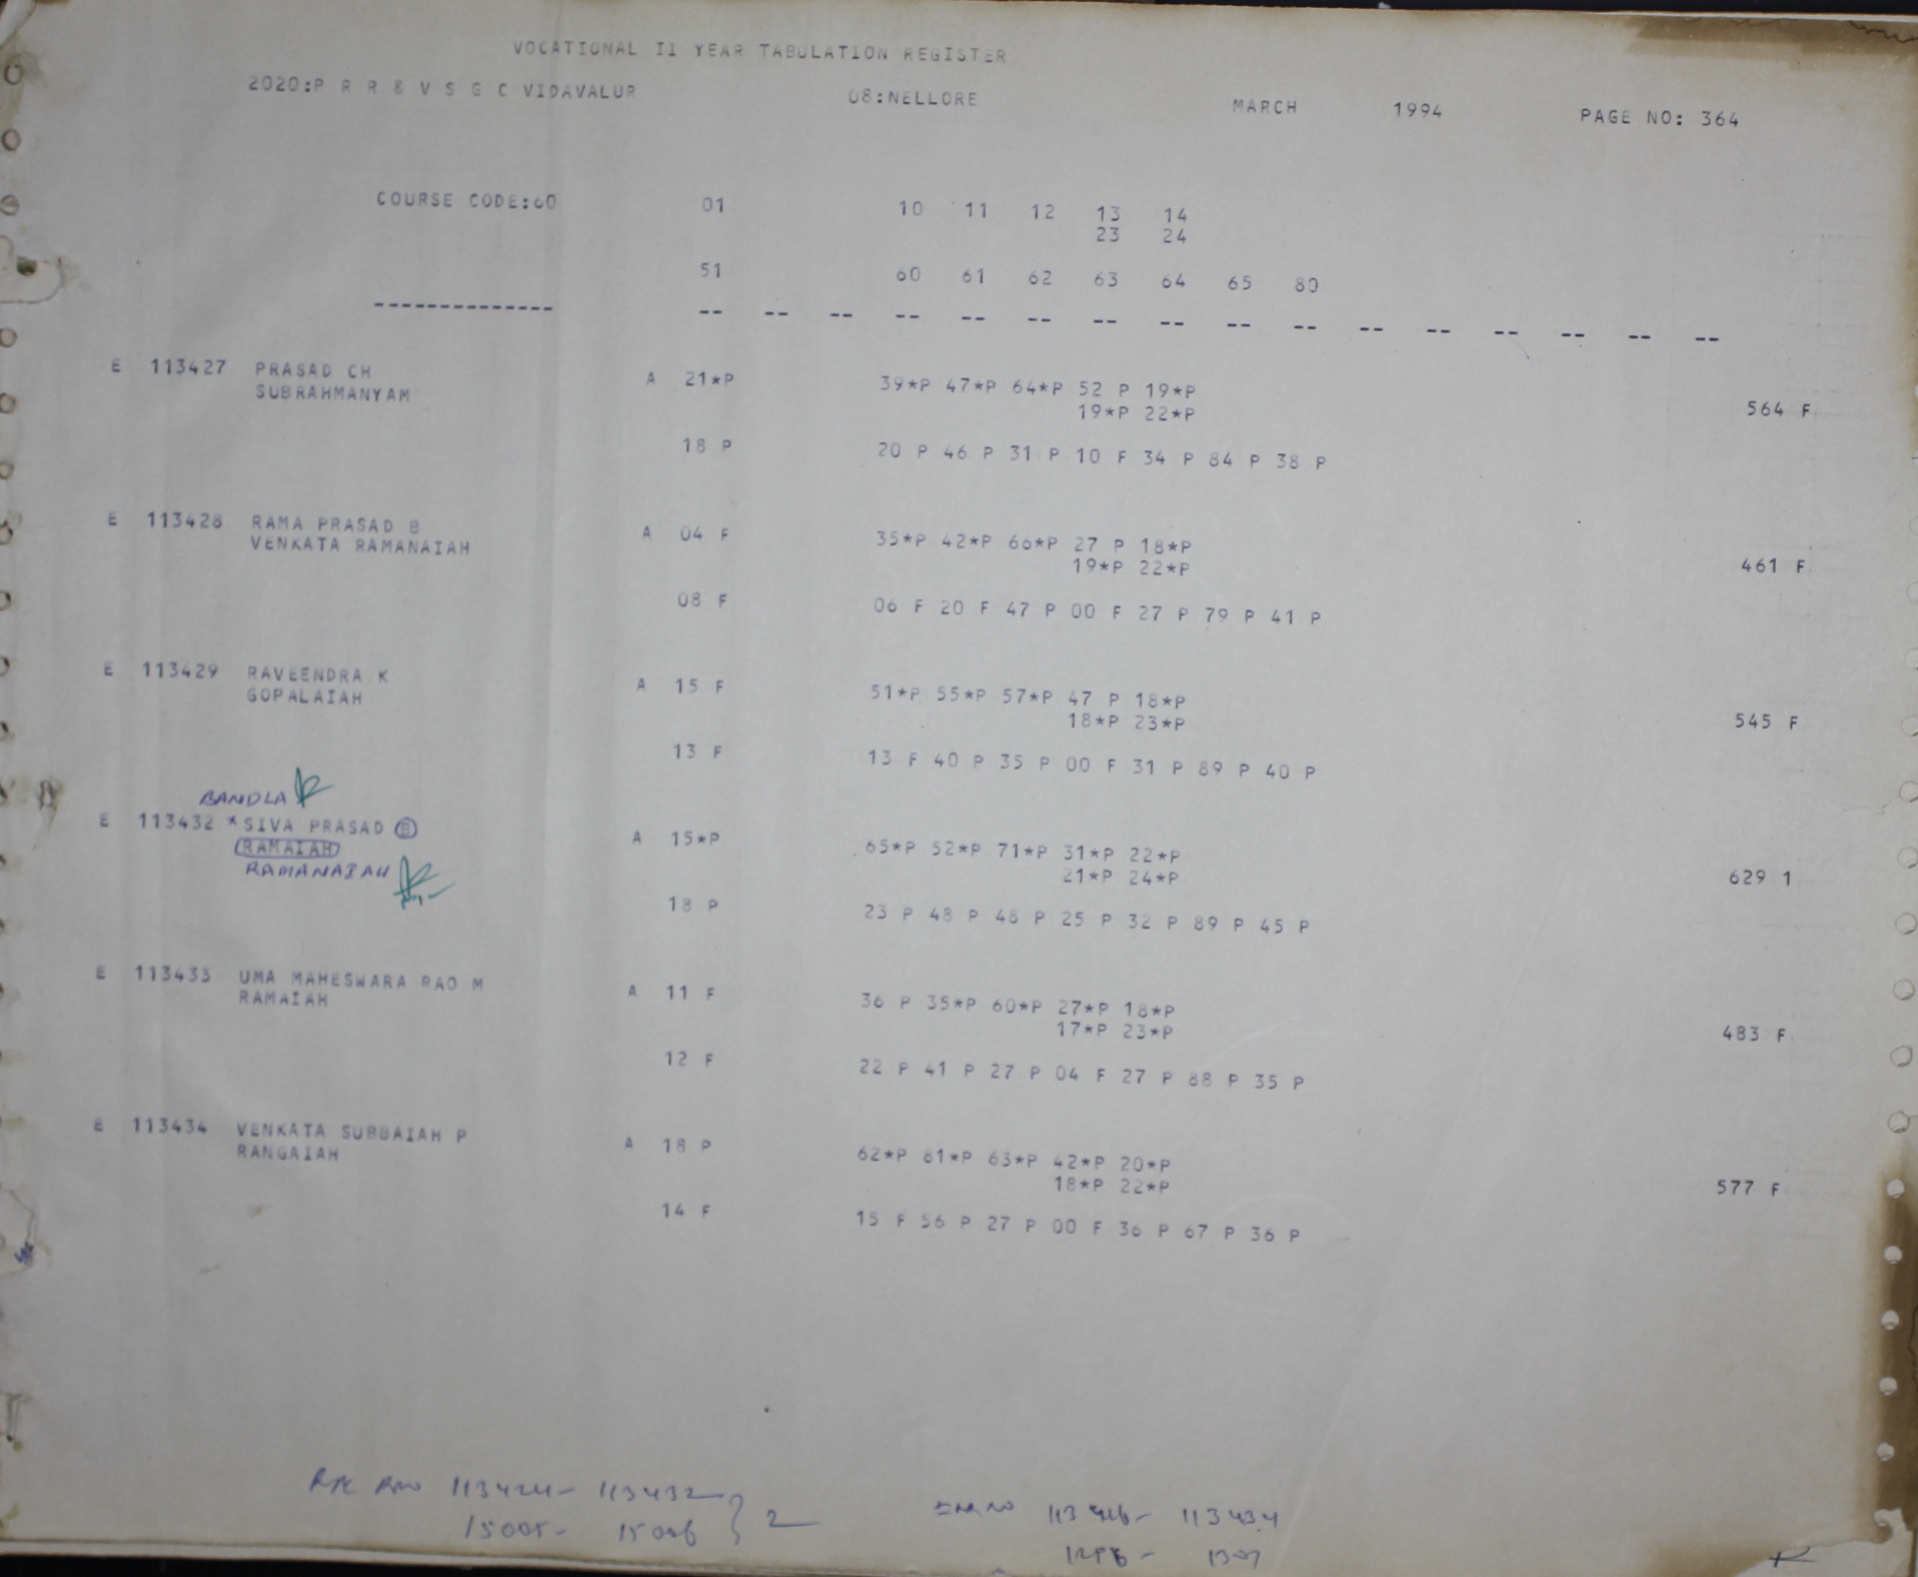 VOCATIONAL II YEAR TABULATION REGISTER
2020:P R R & V S G C VIDAVALUR 08:NELLORE MARCH 1994 PAGE NO: 364
COURSE CODE:60 01 10 11 12 13 14
23 24
51 60 61 62 63 64 65 80
-------------- -- -- -- -- -- -- -- -- -- -- -- -- -- -- -- --
E 113427 PRASAD CH A 21*P 39*P 47*P 64*P 52 P 19*P
SUBRAHMANYAM 19*P 22*P 564 F
18 P 20 P 46 P 31 P 10 F 34 P 84 P 38 P
E 113428 RAMA PRASAD B A 04 F 35*P 42*P 66*P 27 P 18*P
VENKATA RAMANAIAH 19*P 22*P 461 F
08 F 06 F 20 F 47 P 00 F 27 P 79 P 41 P
E 113429 RAVEENDRA K A 15 F 51*P 55*P 57*P 47 P 18*P
GOPALAIAH 18*P 23*P 545 F
13 F 13 F 40 P 35 P 00 F 31 P 89 P 40 P
BANDLA
E 113432 *SIVA PRASAD B A 15*P 65*P 52*P 71*P 31*P 22*P
RAMAIAH 21*P 24*P 629 1
RAMANAIAH
18 P 23 P 48 P 48 P 25 P 32 P 89 P 45 P
E 113433 UMA MAHESWARA RAO M A 11 F 36 P 35*P 60*P 27*P 18*P
RAMAIAH 17*P 23*P 483 F
12 F 22 P 41 P 27 P 04 F 27 P 88 P 35 P
E 113434 VENKATA SUBBAIAH P A 18 P 62*P 81*P 63*P 42*P 20*P
RANGAIAH 18*P 22*P 577 F
14 F 15 F 56 P 27 P 00 F 36 P 67 P 36 P
113424- 113432 } 2
15005- 15006
113434